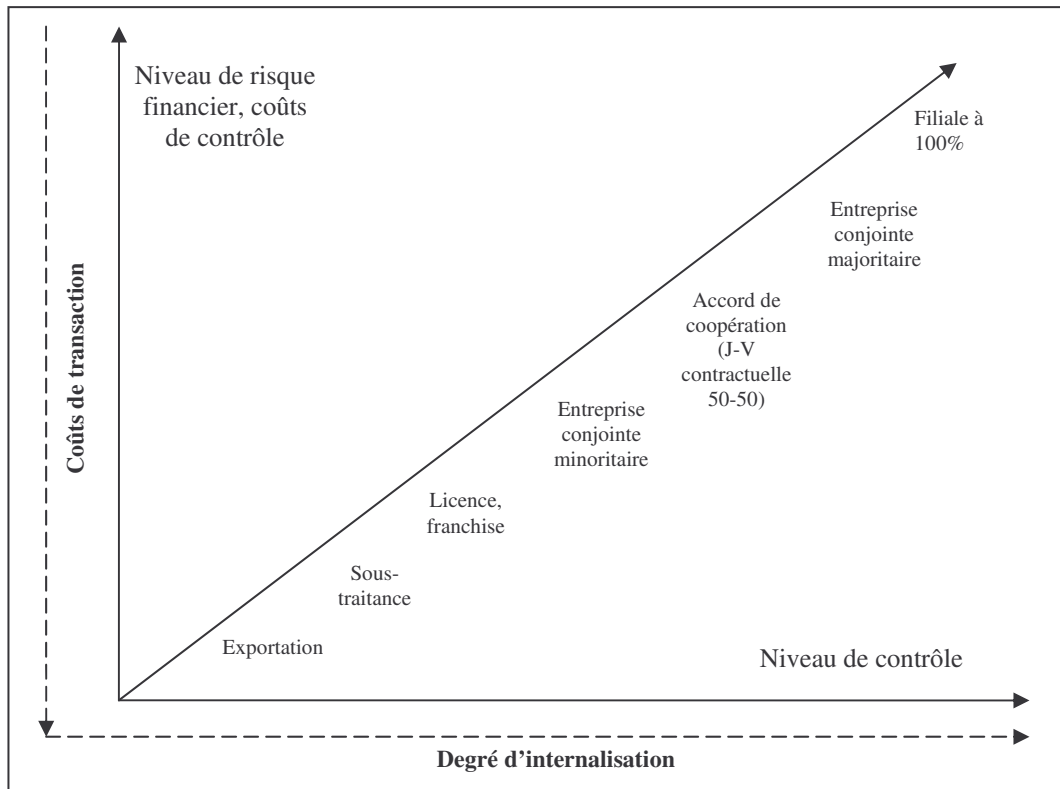 Niveau de risque
financier, coûts
de contrôle
Filiale à
100%
Entreprise
conjointe
majoritaire
Accord de
coopération
(J-V
contractuelle
50-50)
Entreprise
conjointe
minoritaire
Licence,
franchise
Sous-
traitance
Exportation
Niveau de contrôle
Coûts de transaction
Degré d’internalisation